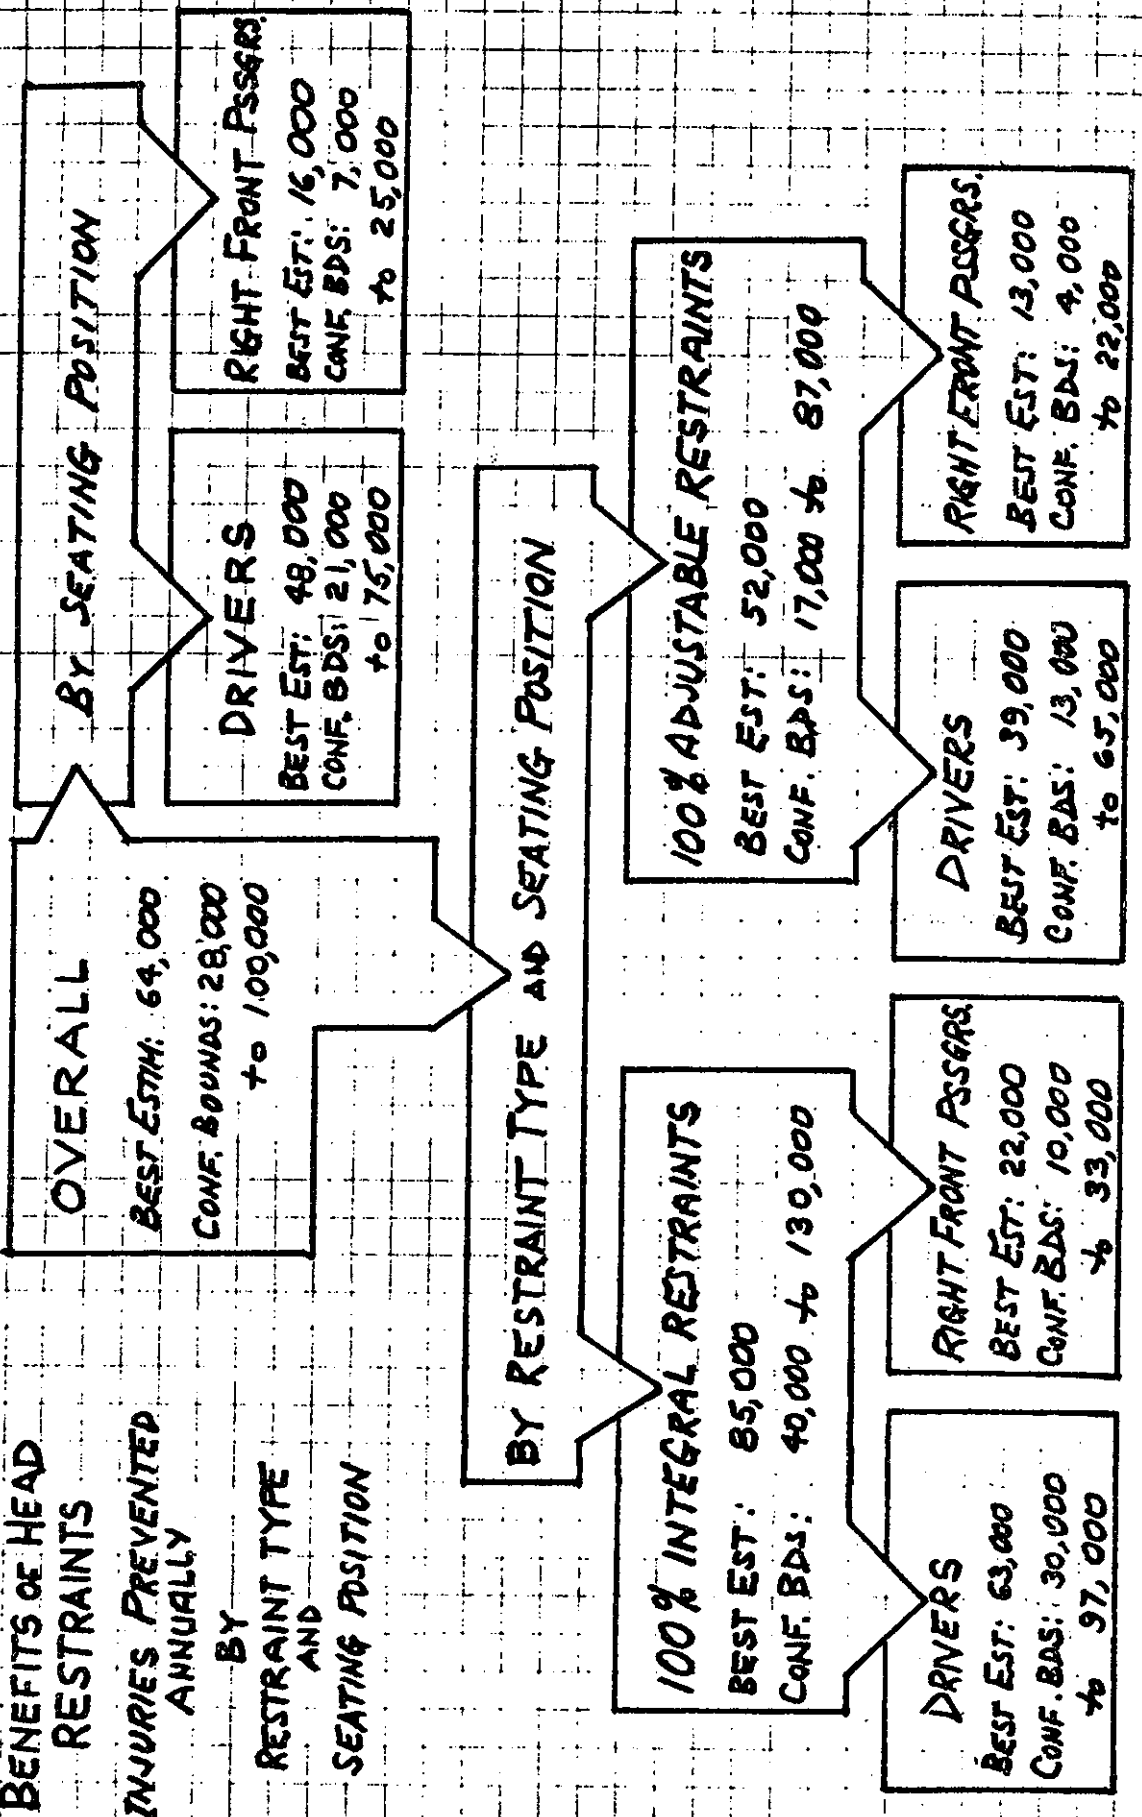 BENEFITS OF HEAD
RESTRAINTS
INJURIES PREVENTED
ANNUALLY
BY
RESTRAINT TYPE
AND
SEATING POSITION
OVERALL
BEST ESTIM: 64,000
CONF. BOUNDS: 28,000
to 100,000
BY SEATING POSITION
DRIVERS
BEST EST: 48,000
CONF. BDS: 21,000
to 75,000
RIGHT FRONT PSSGRS.
BEST EST: 16,000
CONF. BDS: 7,000
to 25,000
BY RESTRAINT TYPE AND SEATING POSITION
100% INTEGRAL RESTRAINTS
BEST EST: 85,000
CONF. BDS: 40,000 to 130,000
DRIVERS
BEST EST: 63,000
CONF. BDS: 30,000
to 97,000
RIGHT FRONT PSSGRS.
BEST EST: 22,000
CONF. BDS: 10,000
to 33,000
100% ADJUSTABLE RESTRAINTS
BEST EST: 52,000
CONF. BDS: 17,000 to 87,000
DRIVERS
BEST EST: 39,000
CONF. BDS: 13,000
to 65,000
RIGHT FRONT PSSGRS.
BEST EST: 13,000
CONF. BDS: 4,000
to 22,000